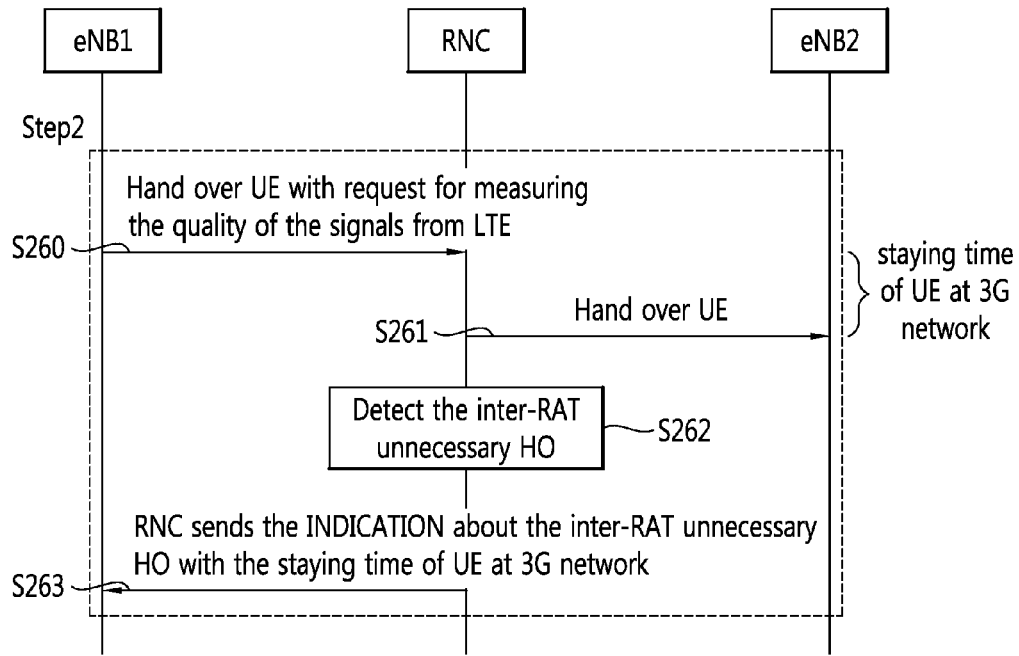 eNB1
RNC
eNB2
Step2
Hand over UE with request for measuring
the quality of the signals from LTE
S260
staying time
of UE at 3G
network
Hand over UE
S261
Detect the inter-RAT
unnecessary HO
S262
RNC sends the INDICATION about the inter-RAT unnecessary
HO with the staying time of UE at 3G network
S263